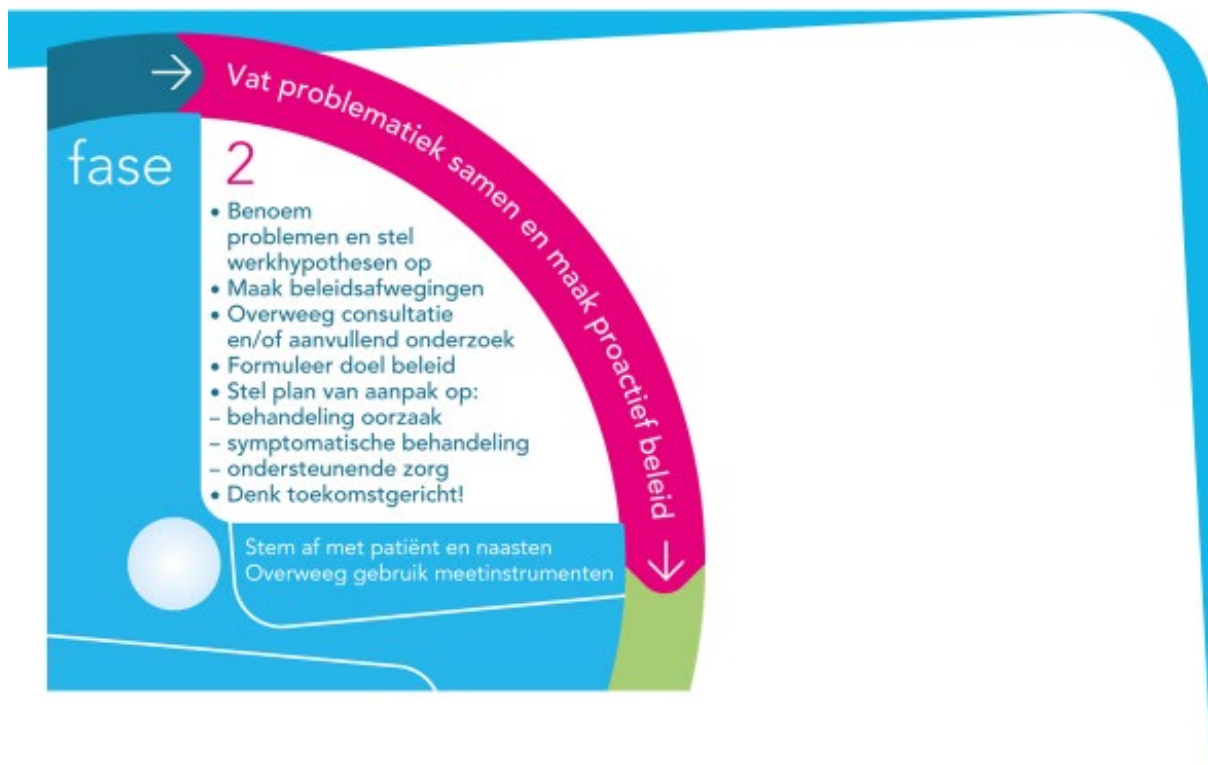 Vat problematiek samen en maak proactief beleid
fase 2
• Benoem
problemen en stel
werkhypothesen op
• Maak beleidsafwegingen
• Overweeg consultatie
en/of aanvullend onderzoek
• Formuleer doel beleid
• Stel plan van aanpak op:
– behandeling oorzaak
– symptomatische behandeling
– ondersteunende zorg
• Denk toekomstgericht!
Stem af met patiënt en naasten
Overweeg gebruik meetinstrumenten